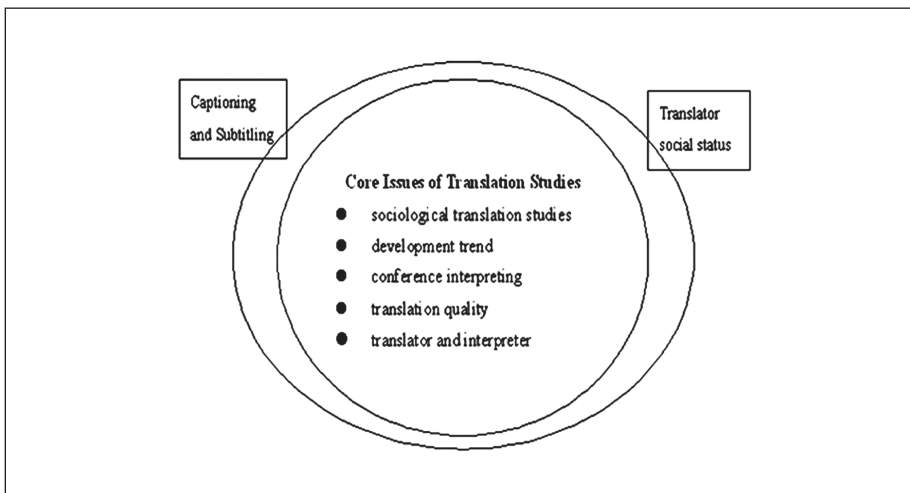 Captioning
and Subtitling
Translator
social status
Core Issues of Translation Studies
● sociological translation studies
● development trend
● conference interpreting
● translation quality
● translator and interpreter